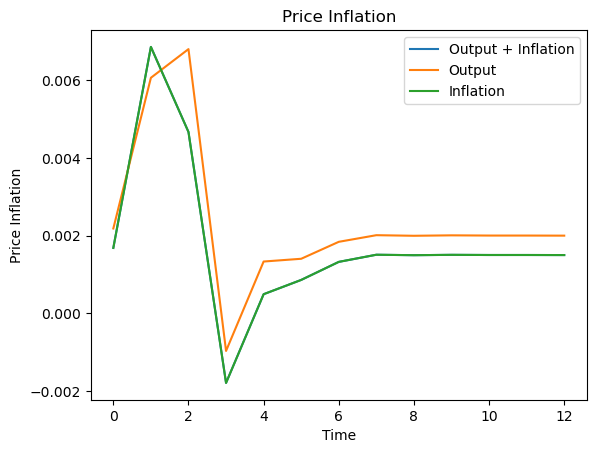 Price Inflation
Output + Inflation
Output
Inflation
Price Inflation
0.006
0.004
0.002
0.000
−0.002
0 2 4 6 8 10 12
Time